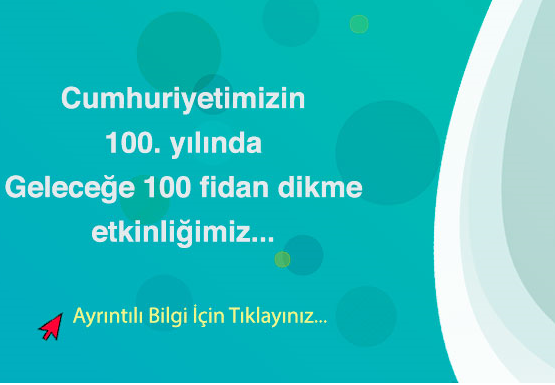 Cumhuriyetimizin
100. yılında
Geleceğe 100 fidan dikme
etkinliğimiz...
Ayrıntılı Bilgi İçin Tıklayınız...